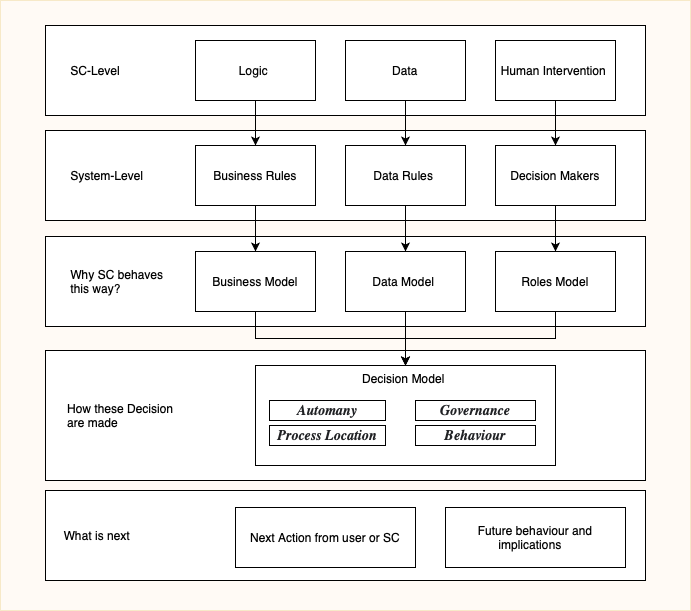 SC-Level
Logic
Data
Human Intervention
System-Level
Business Rules
Data Rules
Decision Makers
Why SC behaves
this way?
Business Model
Data Model
Roles Model
How these Decision
are made
Decision Model
Automany
Governance
Process Location
Behaviour
What is next
Next Action from user or SC
Future behaviour and
implications